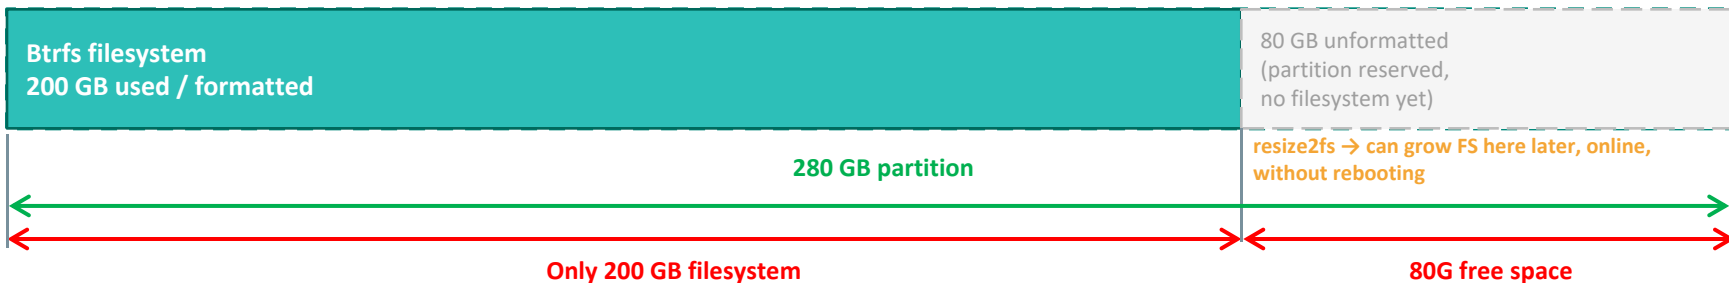 Btrfs filesystem
200 GB used / formatted
80 GB unformatted
(partition reserved,
no filesystem yet)
resize2fs → can grow FS here later, online,
without rebooting
280 GB partition
Only 200 GB filesystem
80G free space